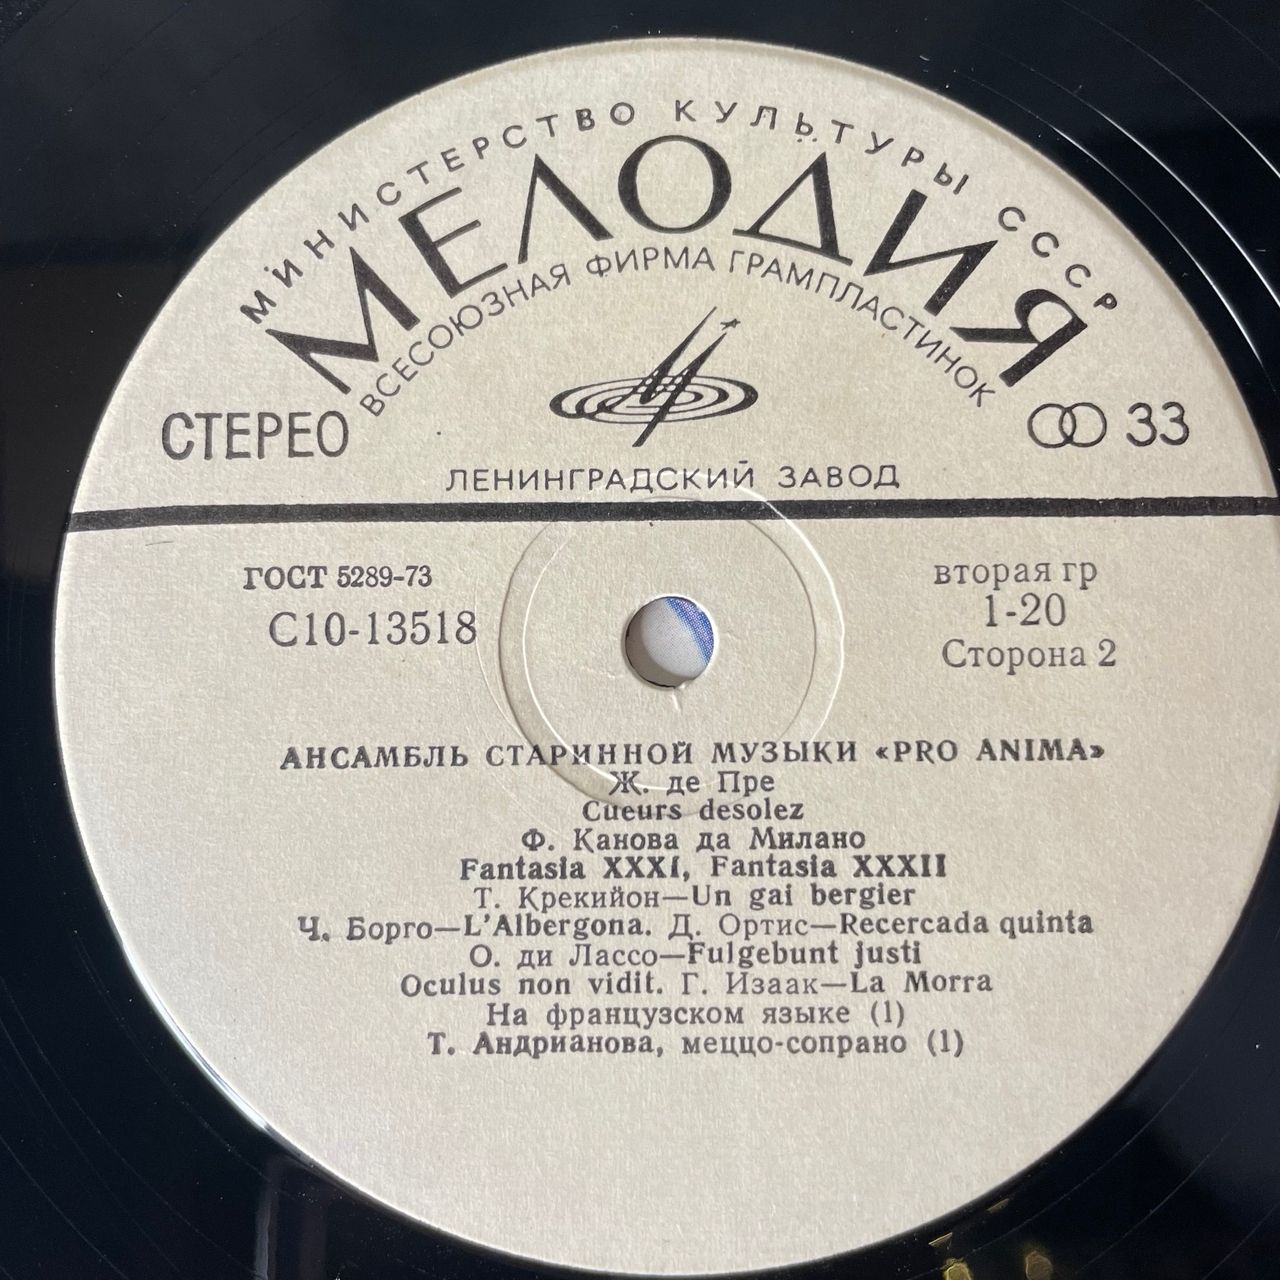 МИНИСТЕРСТВО КУЛЬТУРЫ СССР
МЕЛОДИЯ
ВСЕСОЮЗНАЯ ФИРМА ГРАМПЛАСТИНОК
СТЕРЕО
33
ЛЕНИНГРАДСКИЙ ЗАВОД
ГОСТ 5289-73
С10-13518
вторая гр
1-20
Сторона 2
АНСАМБЛЬ СТАРИННОЙ МУЗЫКИ «PRO ANIMA»
Ж. де Пре
Cueurs desolez
Ф. Канова да Милано
Fantasia XXXI, Fantasia XXXII
Т. Крекийон—Un gai bergier
Ч. Борго—L'Albergona. Д. Ортис—Recercada quinta
О. ди Лассо—Fulgebunt justi
Oculus non vidit. Г. Изаак—La Morra
На французском языке (1)
Т. Андрианова, меццо-сопрано (1)